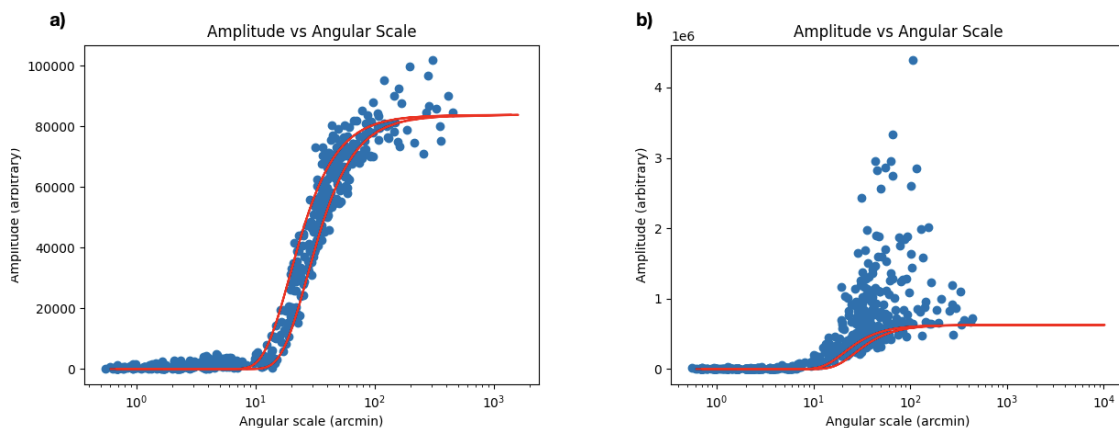 a)
Amplitude vs Angular Scale
100000
80000
60000
40000
20000
0
Amplitude (arbitrary)
10⁰ 10¹ 10² 10³
Angular scale (arcmin)
b)
Amplitude vs Angular Scale
1e6
4
3
2
1
0
Amplitude (arbitrary)
10⁰ 10¹ 10² 10³ 10⁴
Angular scale (arcmin)